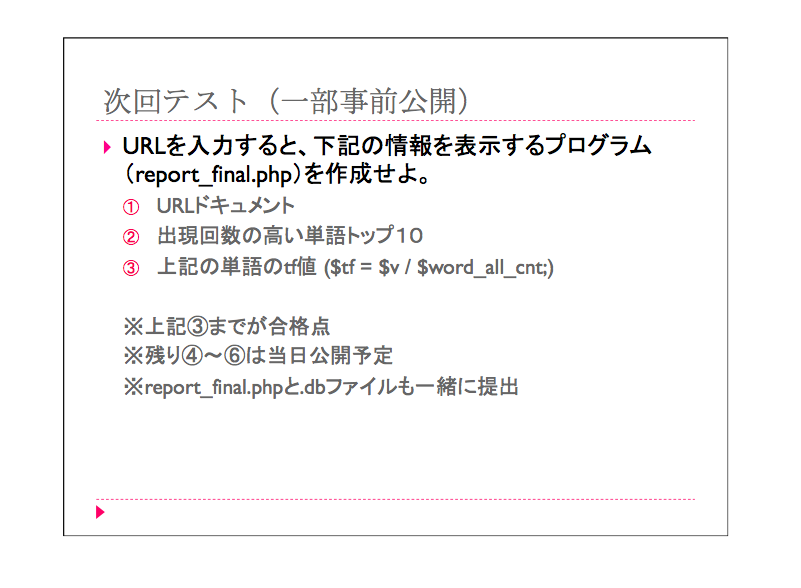 次回テスト（一部事前公開）
URLを入力すると、下記の情報を表示するプログラム
（report_final.php）を作成せよ。
① URLドキュメント
② 出現回数の高い単語トップ１０
③ 上記の単語のtf値 ($tf = $v / $word_all_cnt;)
※上記③までが合格点
※残り④～⑥は当日公開予定
※report_final.phpと.dbファイルも一緒に提出